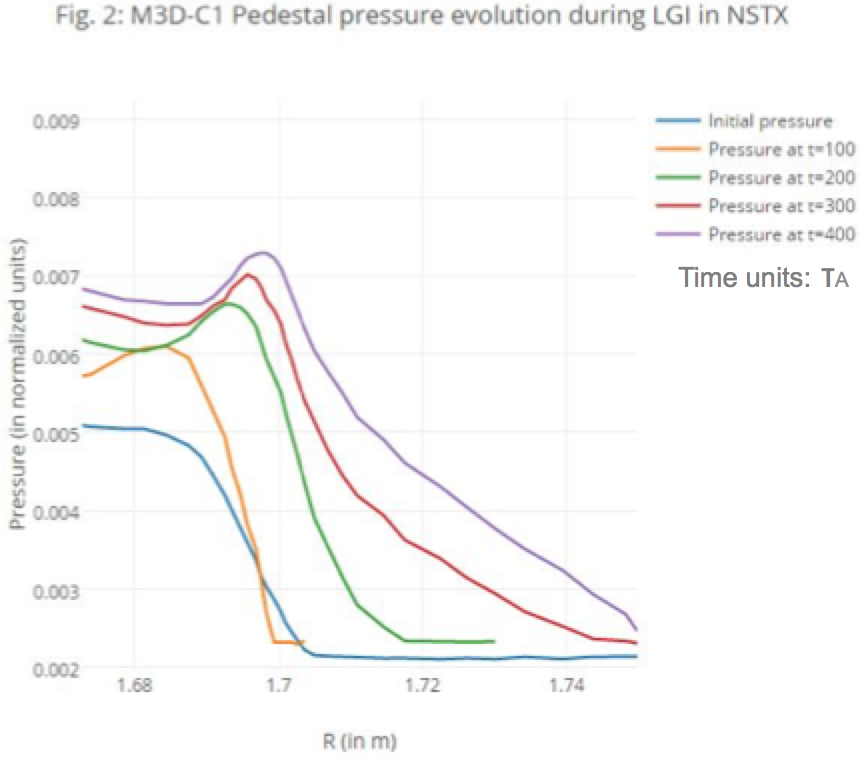 Fig. 2: M3D-C1 Pedestal pressure evolution during LGI in NSTX
0.009
0.008
0.007
0.006
0.005
0.004
0.003
0.002
Pressure (in normalized units)
1.68
1.7
1.72
1.74
R (in m)
Initial pressure
Pressure at t=100
Pressure at t=200
Pressure at t=300
Pressure at t=400
Time units: TA